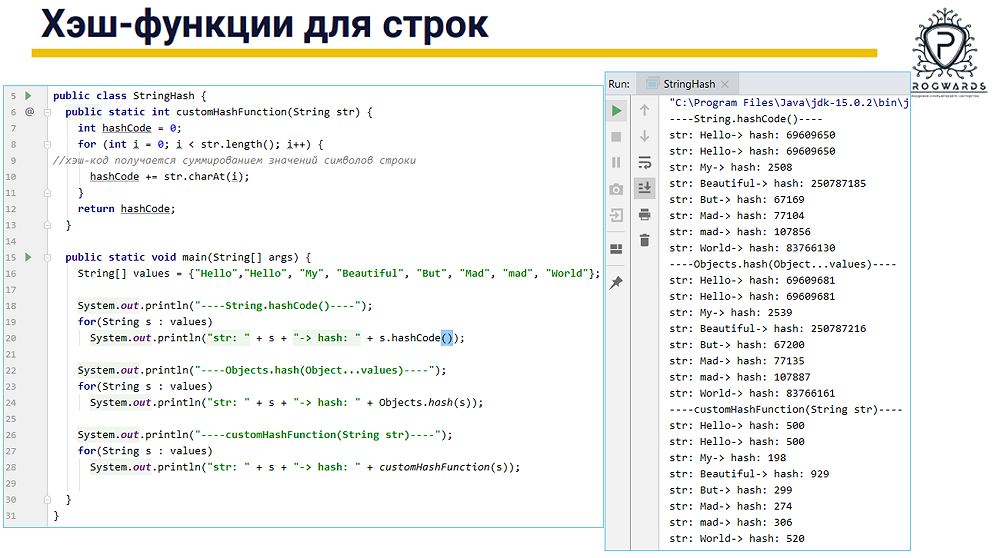 Хэш-функции для строк
P
ROGWARDS
5 public class StringHash {
6 @ public static int customHashFunction(String str) {
7 int hashCode = 0;
8 for (int i = 0; i < str.length(); i++) {
9 //хэш-код получается суммированием значений символов строки
10 hashCode += str.charAt(i);
11 }
12 return hashCode;
13 }
14
15 public static void main(String[] args) {
16 String[] values = {"Hello","Hello", "My", "Beautiful", "But", "Mad", "mad", "World"};
17
18 System.out.println("----String.hashCode()----");
19 for(String s : values)
20 System.out.println("str: " + s + "-> hash: " + s.hashCode());
21
22 System.out.println("----Objects.hash(Object...values)----");
23 for(String s : values)
24 System.out.println("str: " + s + "-> hash: " + Objects.hash(s));
25
26 System.out.println("----customHashFunction(String str)----");
27 for(String s : values)
28 System.out.println("str: " + s + "-> hash: " + customHashFunction(s));
29
30 }
31 }
Run: StringHash ×
"C:\Program Files\Java\jdk-15.0.2\bin\j
----String.hashCode()----
str: Hello-> hash: 69609650
str: Hello-> hash: 69609650
str: My-> hash: 2508
str: Beautiful-> hash: 250787185
str: But-> hash: 67169
str: Mad-> hash: 77104
str: mad-> hash: 107856
str: World-> hash: 83766130
----Objects.hash(Object...values)----
str: Hello-> hash: 69609681
str: Hello-> hash: 69609681
str: My-> hash: 2539
str: Beautiful-> hash: 250787216
str: But-> hash: 67200
str: Mad-> hash: 77135
str: mad-> hash: 107887
str: World-> hash: 83766161
----customHashFunction(String str)----
str: Hello-> hash: 500
str: Hello-> hash: 500
str: My-> hash: 198
str: Beautiful-> hash: 929
str: But-> hash: 299
str: Mad-> hash: 274
str: mad-> hash: 306
str: World-> hash: 520